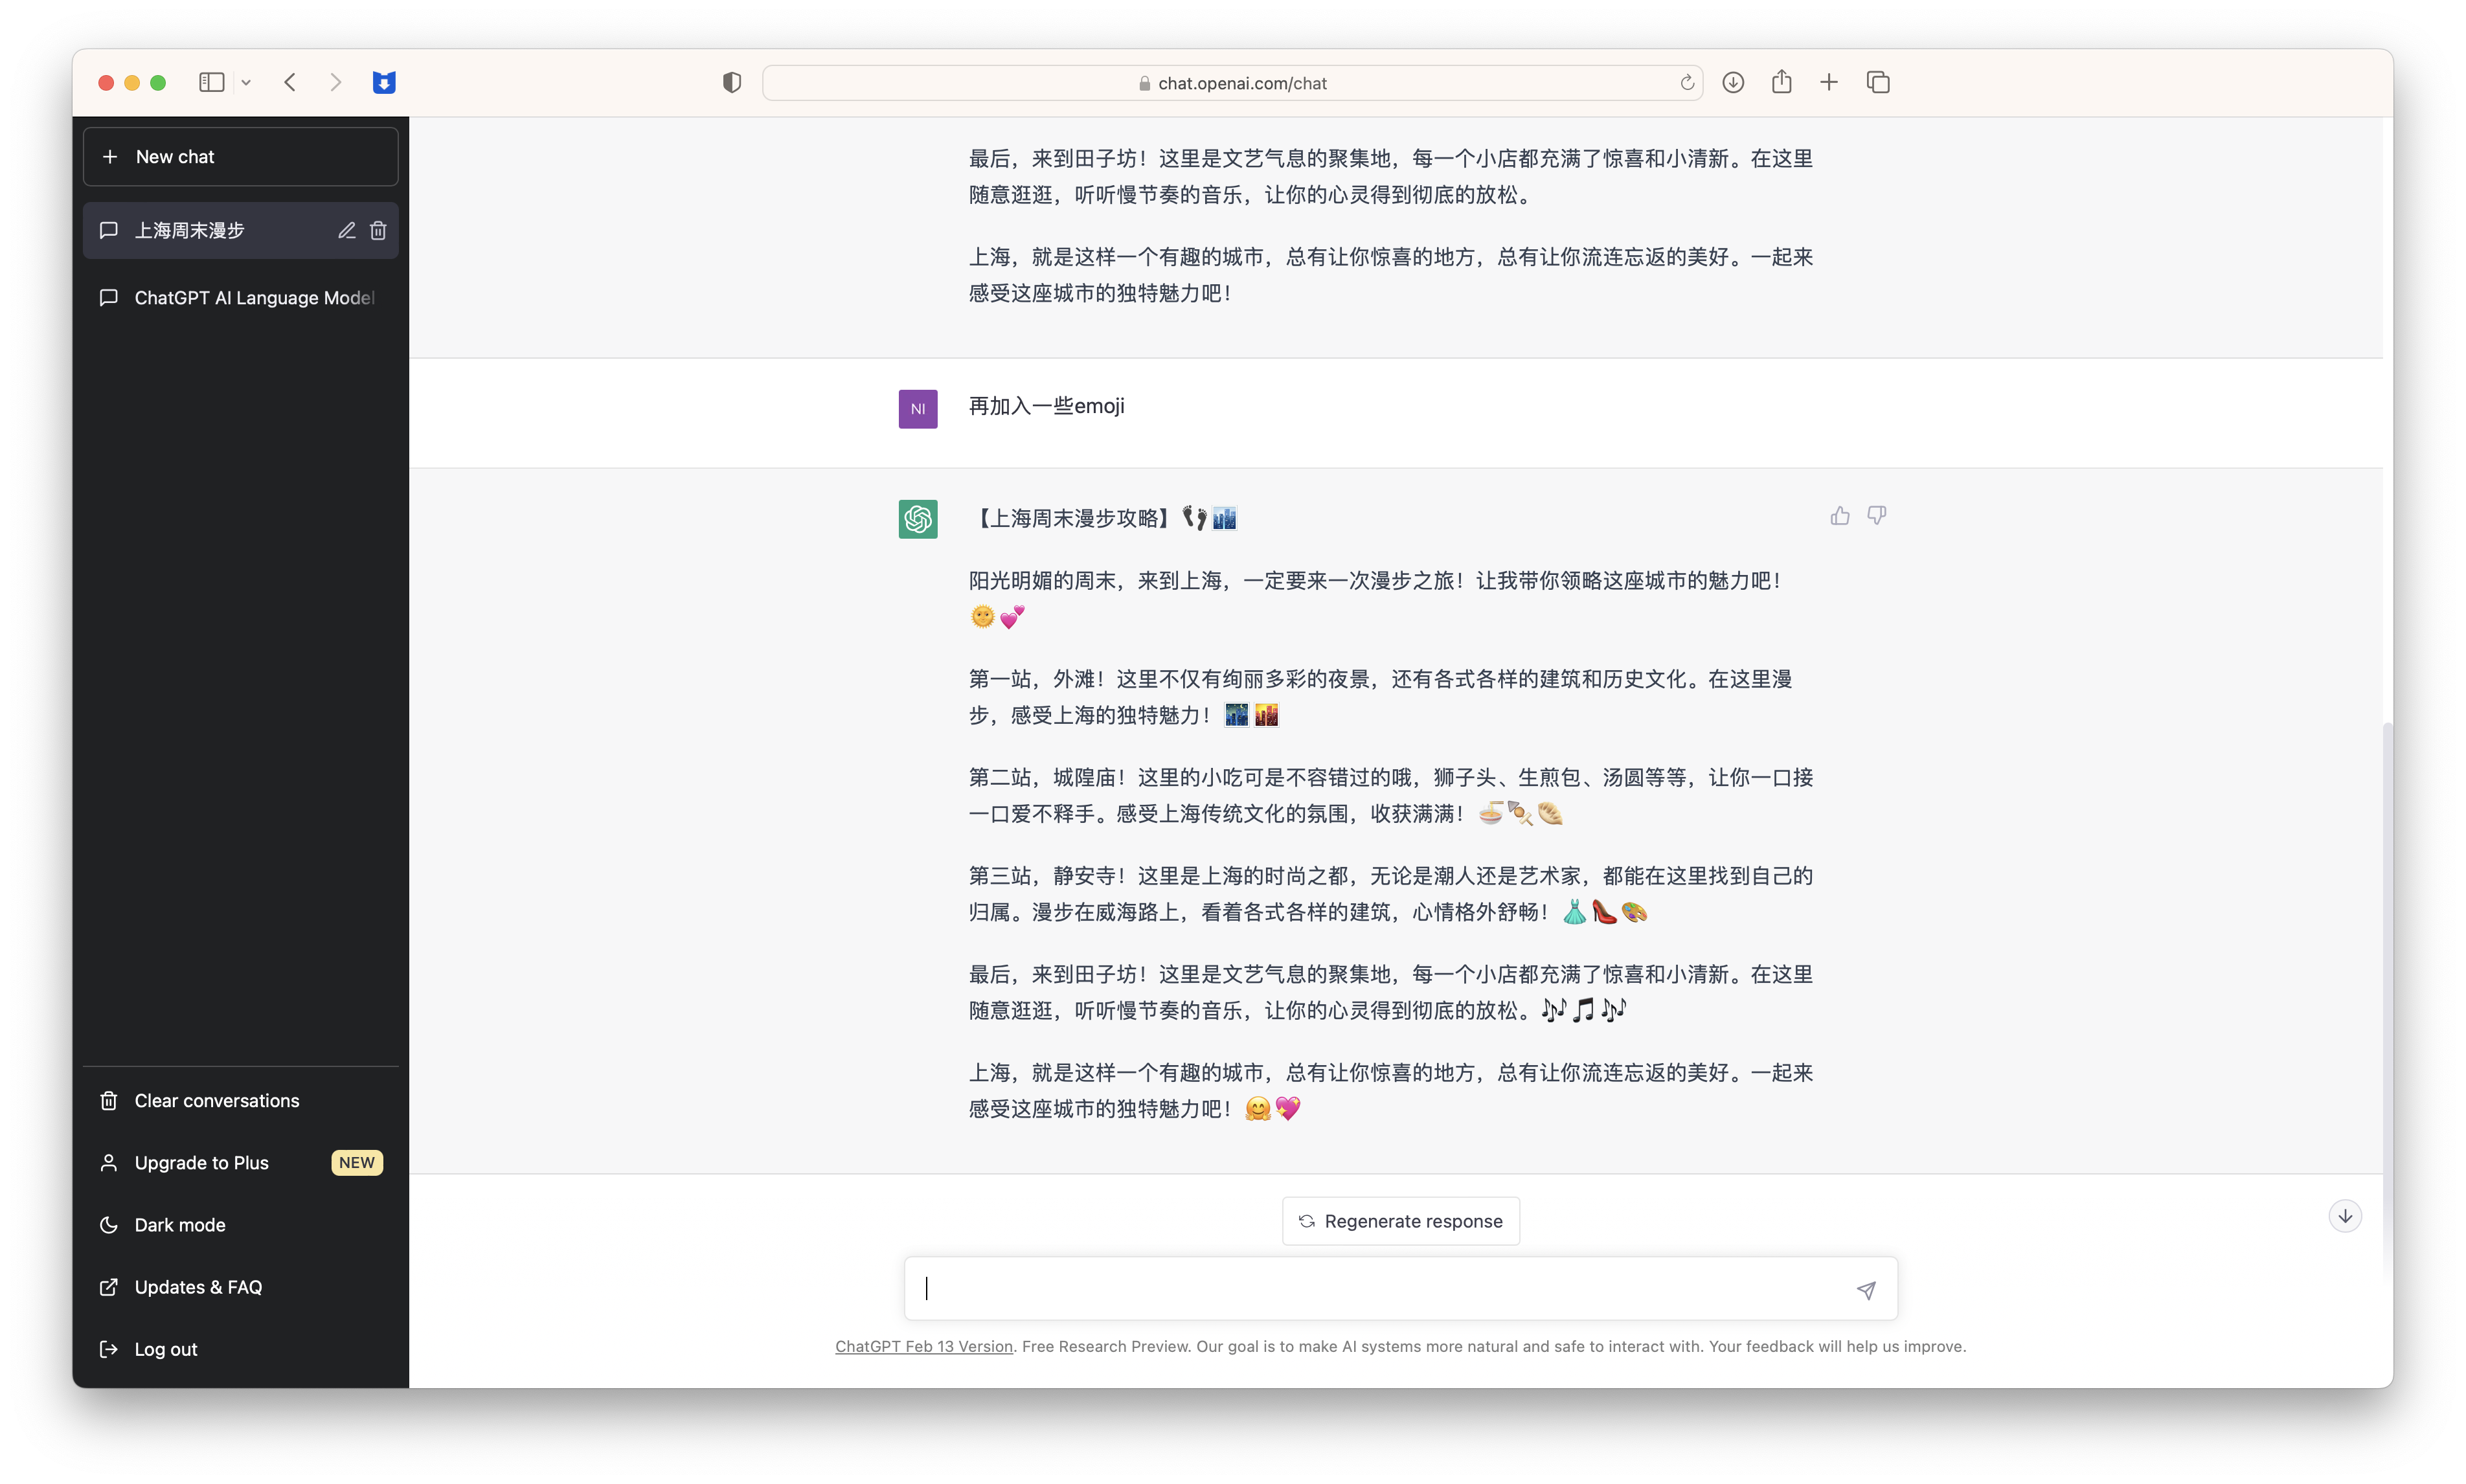 chat.openai.com/chat
New chat
上海周末漫步
ChatGPT AI Language Model
最后，来到田子坊！这里是文艺气息的聚集地，每一个小店都充满了惊喜和小清新。在这里
随意逛逛，听听慢节奏的音乐，让你的心灵得到彻底的放松。
上海，就是这样一个有趣的城市，总有让你惊喜的地方，总有让你流连忘返的美好。一起来
感受这座城市的独特魅力吧！
NI
再加入一些emoji
【上海周末漫步攻略】👣🏙️
阳光明媚的周末，来到上海，一定要来一次漫步之旅！让我带你领略这座城市的魅力吧！
🌞💕
第一站，外滩！这里不仅有绚丽多彩的夜景，还有各式各样的建筑和历史文化。在这里漫
步，感受上海的独特魅力！🌃🌇
第二站，城隍庙！这里的小吃可是不容错过的哦，狮子头、生煎包、汤圆等等，让你一口接
一口爱不释手。感受上海传统文化的氛围，收获满满！🍜🍢🥟
第三站，静安寺！这里是上海的时尚之都，无论是潮人还是艺术家，都能在这里找到自己的
归属。漫步在威海路上，看着各式各样的建筑，心情格外舒畅！👗👠🎨
最后，来到田子坊！这里是文艺气息的聚集地，每一个小店都充满了惊喜和小清新。在这里
随意逛逛，听听慢节奏的音乐，让你的心灵得到彻底的放松。🎶🎵🎶
上海，就是这样一个有趣的城市，总有让你惊喜的地方，总有让你流连忘返的美好。一起来
感受这座城市的独特魅力吧！🤗💖
Clear conversations
Upgrade to Plus NEW
Dark mode
Updates & FAQ
Log out
Regenerate response
ChatGPT Feb 13 Version. Free Research Preview. Our goal is to make AI systems more natural and safe to interact with. Your feedback will help us improve.